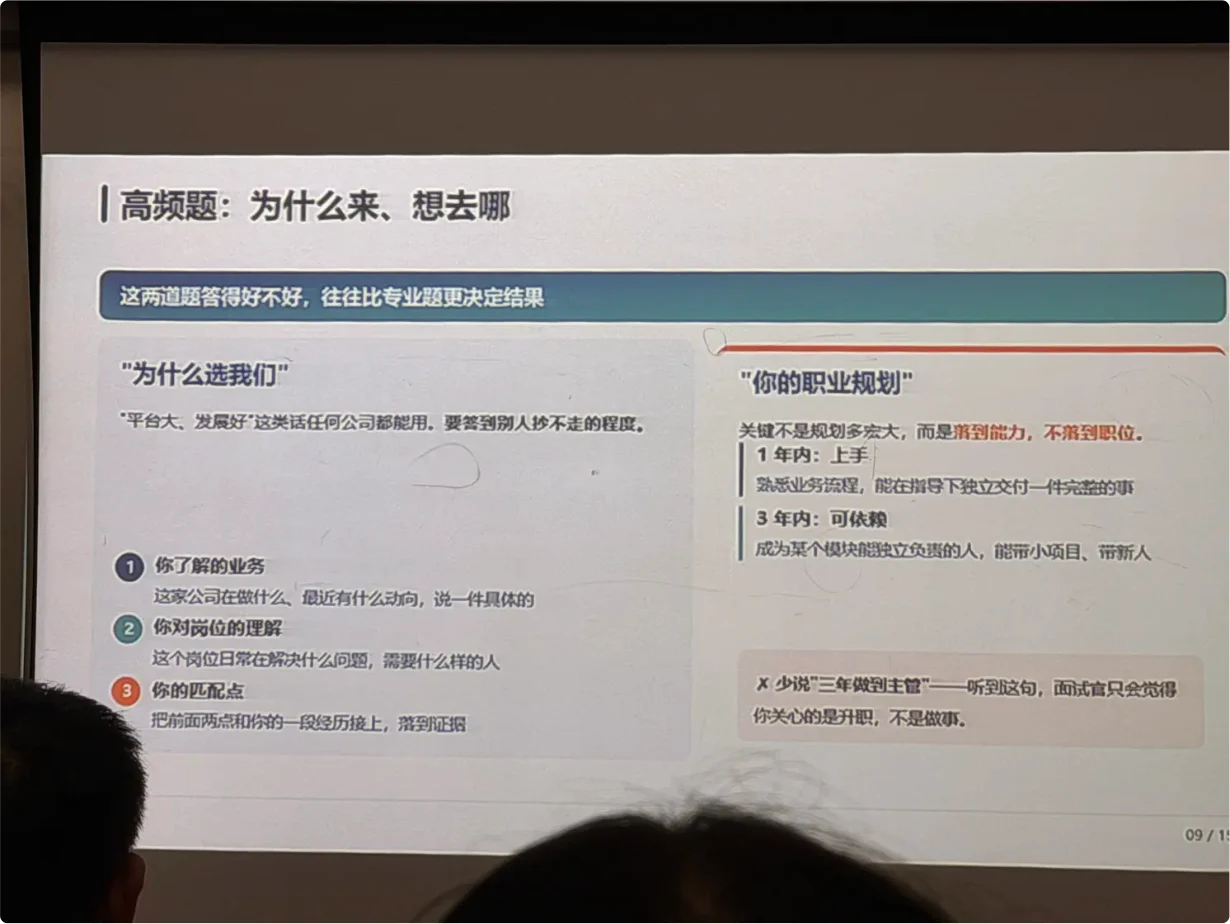 高频题：为什么来、想去哪
这两道题答得好不好，往往比专业题更决定结果
"为什么选我们"
"平台大、发展好"这类话任何公司都能用。要答到别人抄不走的程度。
1 你了解的业务
这家公司在做什么、最近有什么动向，说一件具体的
2 你对岗位的理解
这个岗位日常在解决什么问题，需要什么样的人
3 你的匹配点
把前面两点和你的一段经历接上，落到证据
"你的职业规划"
关键不是规划多宏大，而是落到能力，不落到职位。
1 年内：上手
熟悉业务流程，能在指导下独立交付一件完整的事
3 年内：可依赖
成为某个模块能独立负责的人，能带小项目、带新人
✗ 少说"三年做到主管"——听到这句，面试官只会觉得
你关心的是升职，不是做事。
09 / 1